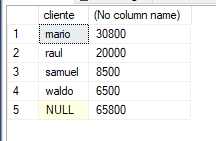 cliente (No column name)
1 mario 30800
2 raul 20000
3 samuel 8500
4 waldo 6500
5 NULL 65800